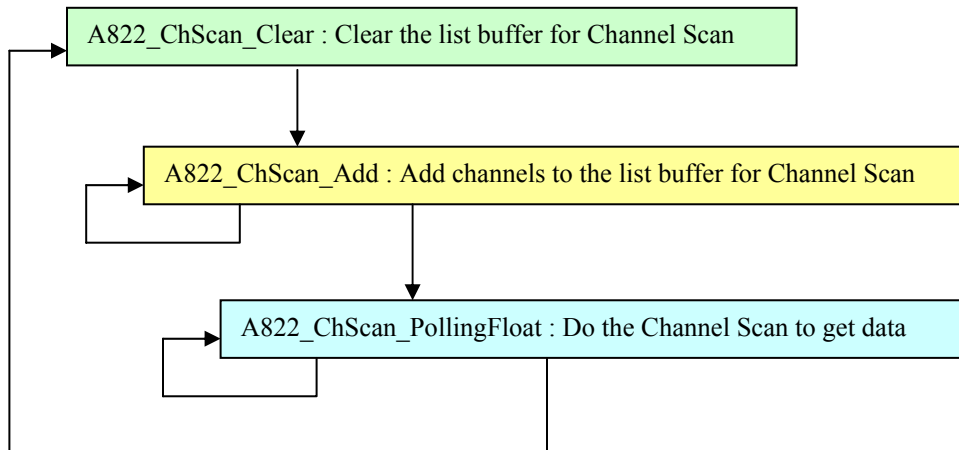 A822_ChScan_Clear : Clear the list buffer for Channel Scan
A822_ChScan_Add : Add channels to the list buffer for Channel Scan
A822_ChScan_PollingFloat : Do the Channel Scan to get data